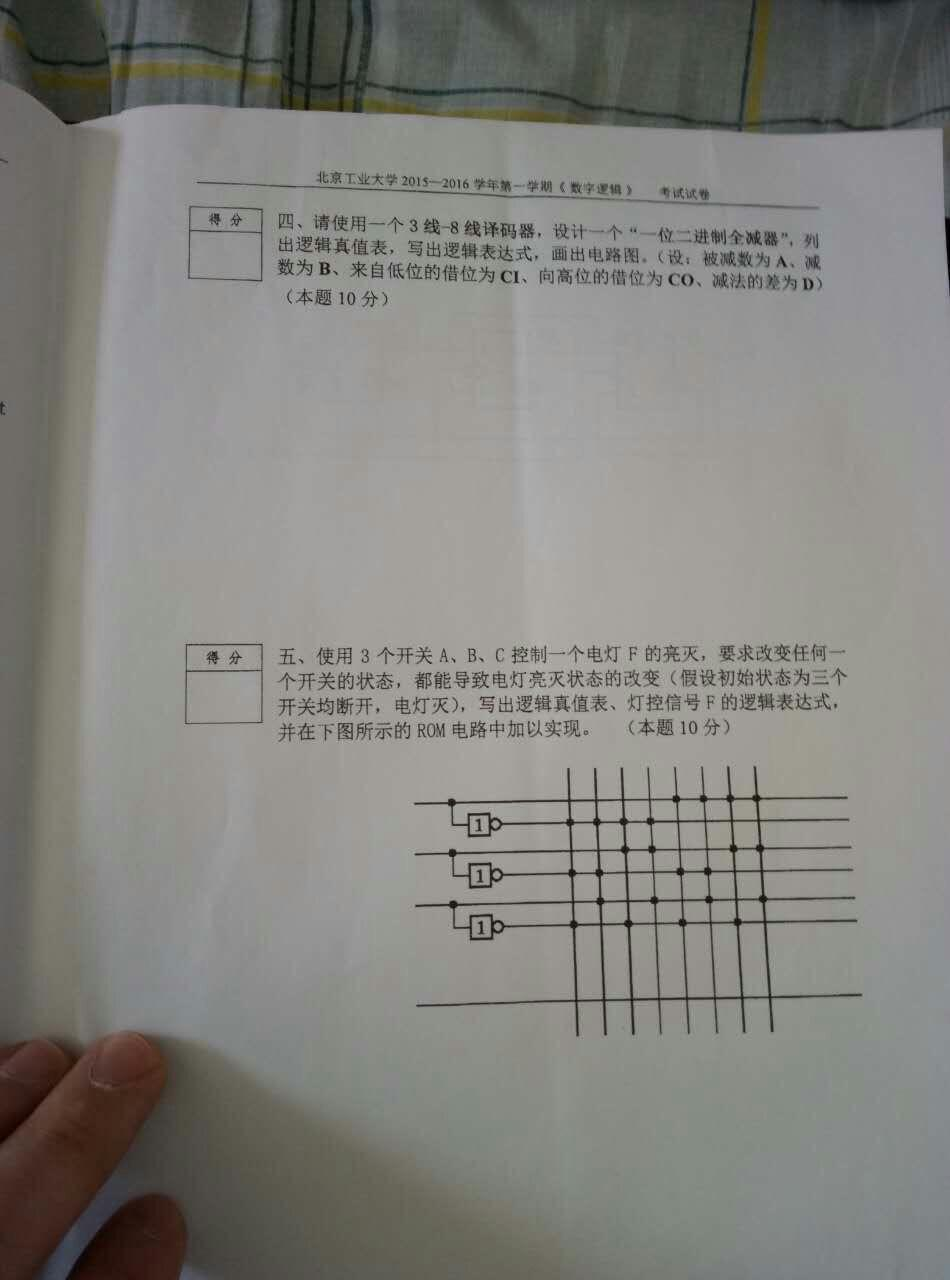 北京工业大学 2015—2016 学年第一学期《 数字逻辑 》 考试试卷
得 分
四、请使用一个 3 线-8 线译码器，设计一个“一位二进制全减器”，列
出逻辑真值表，写出逻辑表达式，画出电路图。（设：被减数为 A、减
数为 B、来自低位的借位为 CI、向高位的借位为 CO、减法的差为 D）
（本题 10 分）
t
得 分
五、使用 3 个开关 A、B、C 控制一个电灯 F 的亮灭，要求改变任何一
个开关的状态，都能导致电灯亮灭状态的改变（假设初始状态为三个
开关均断开，电灯灭），写出逻辑真值表、灯控信号 F 的逻辑表达式，
并在下图所示的 ROM 电路中加以实现。 （本题 10 分）
1
1
1